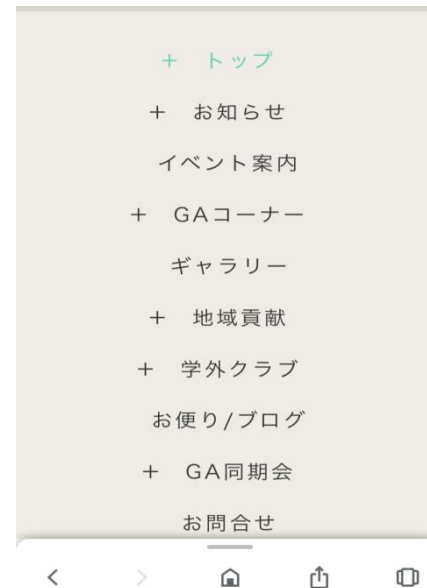 ＋　トップ
＋　お知らせ
イベント案内
＋　GAコーナー
ギャラリー
＋　地域貢献
＋　学外クラブ
お便り/ブログ
＋　GA同期会
お問合せ